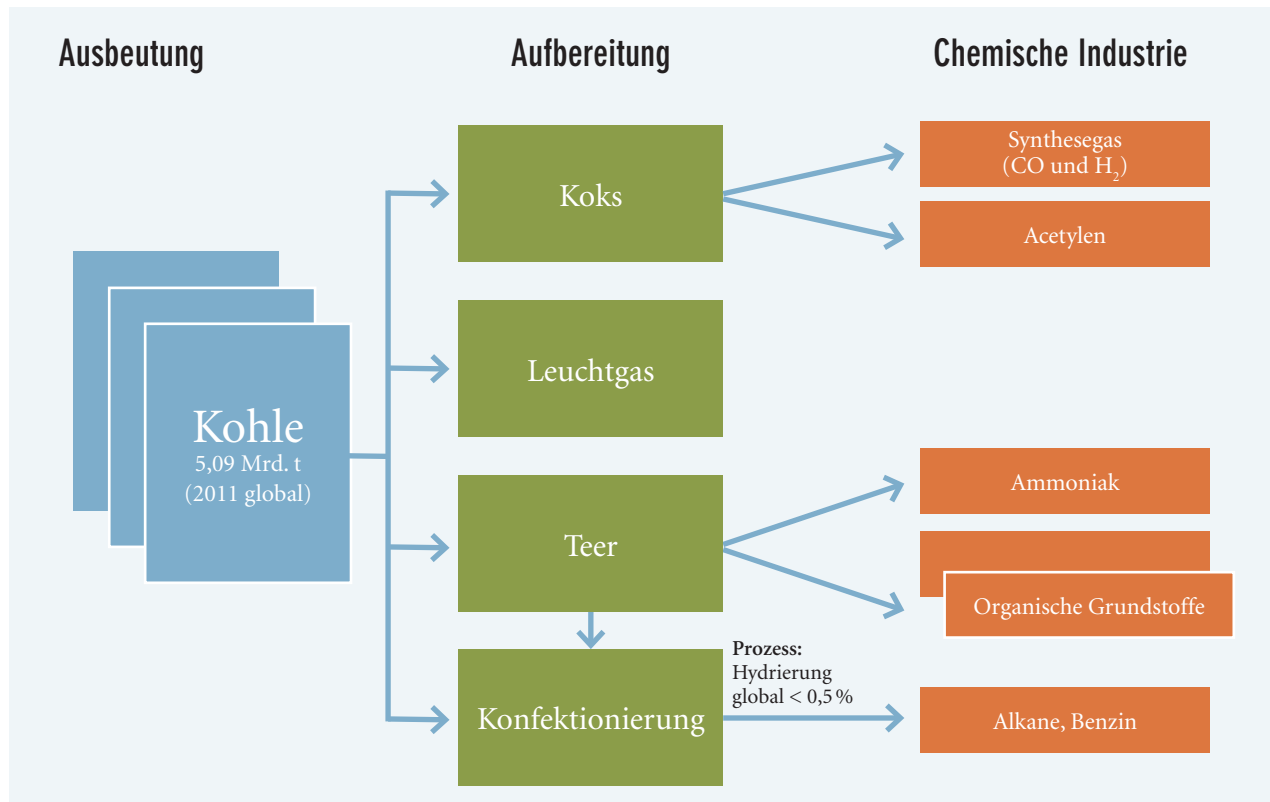 Ausbeutung
Aufbereitung
Chemische Industrie
Kohle
5,09 Mrd. t
(2011 global)
Koks
Leuchtgas
Teer
Konfektionierung
Prozess:
Hydrierung
global < 0,5 %
Synthesegas
(CO und H₂)
Acetylen
Ammoniak
Organische Grundstoffe
Alkane, Benzin